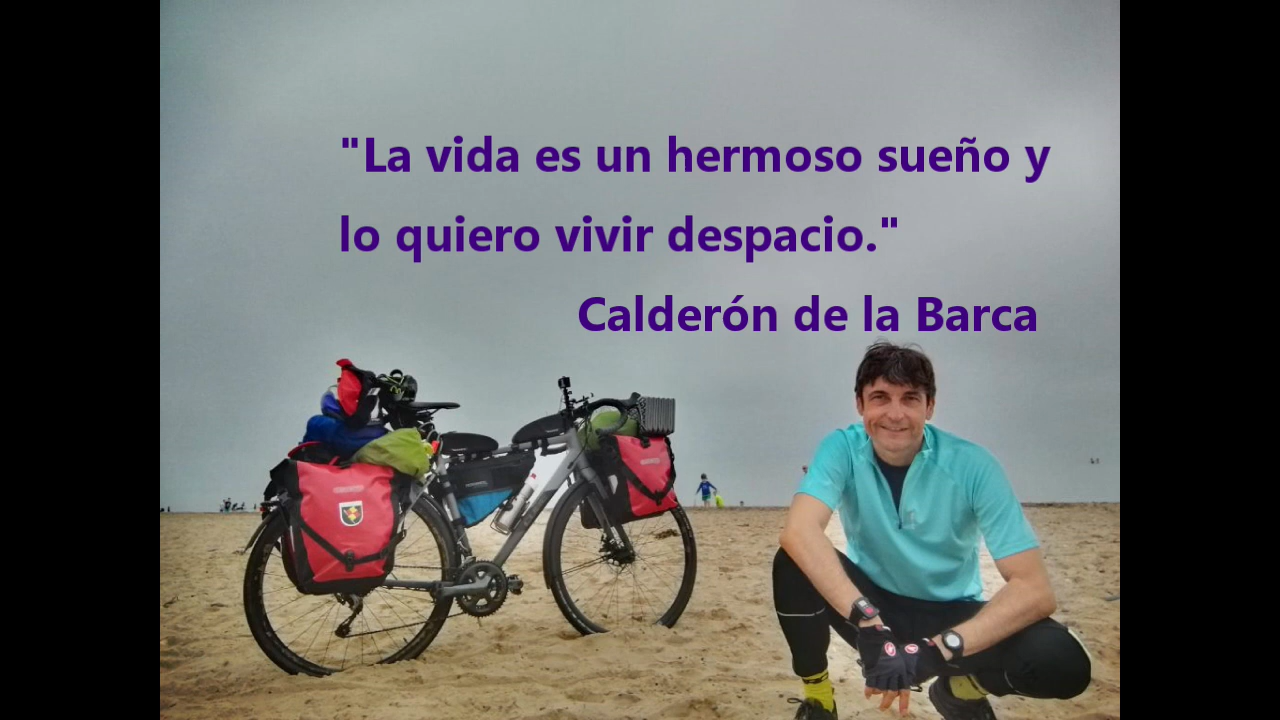 "La vida es un hermoso sueño y
lo quiero vivir despacio."
Calderón de la Barca